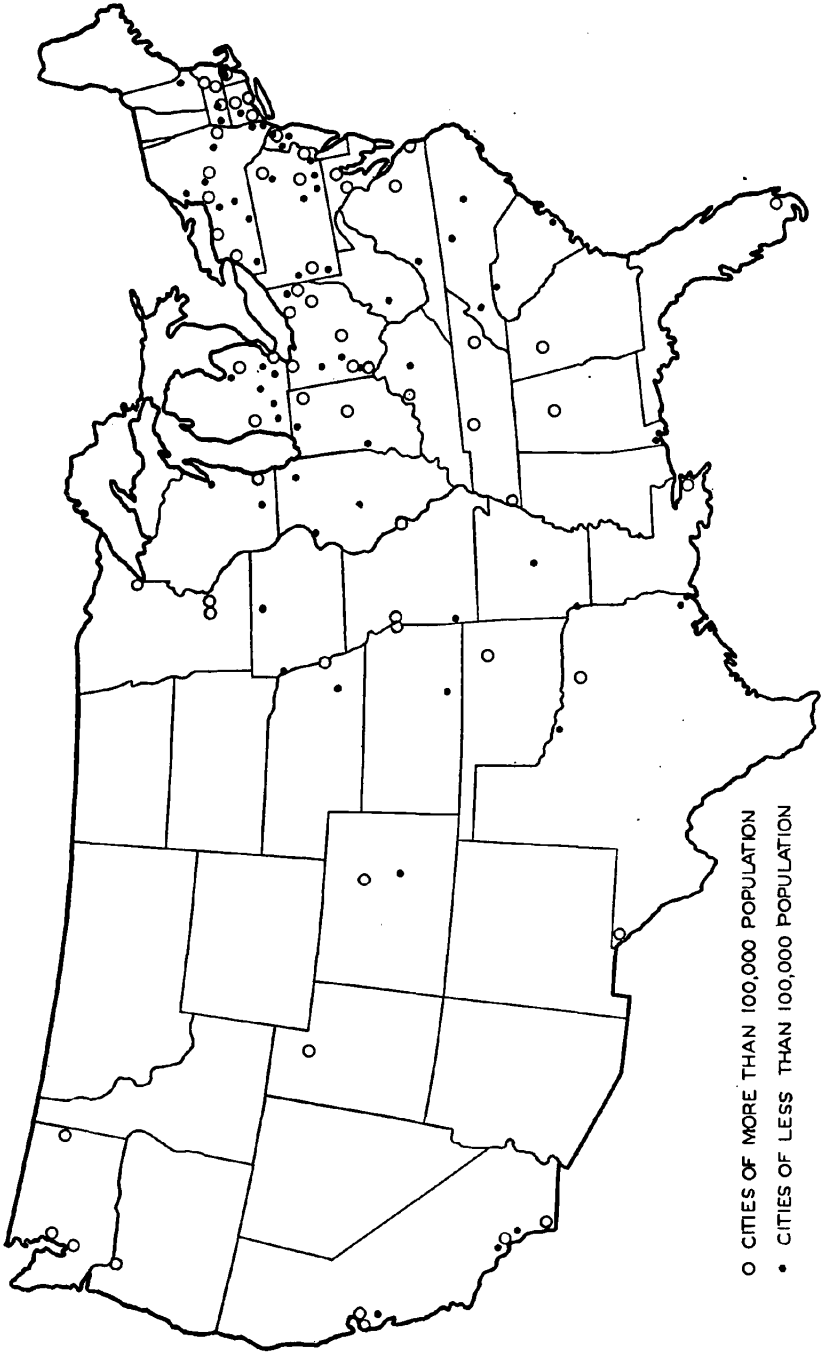 O CITIES OF MORE THAN 100,000 POPULATION
• CITIES OF LESS THAN 100,000 POPULATION